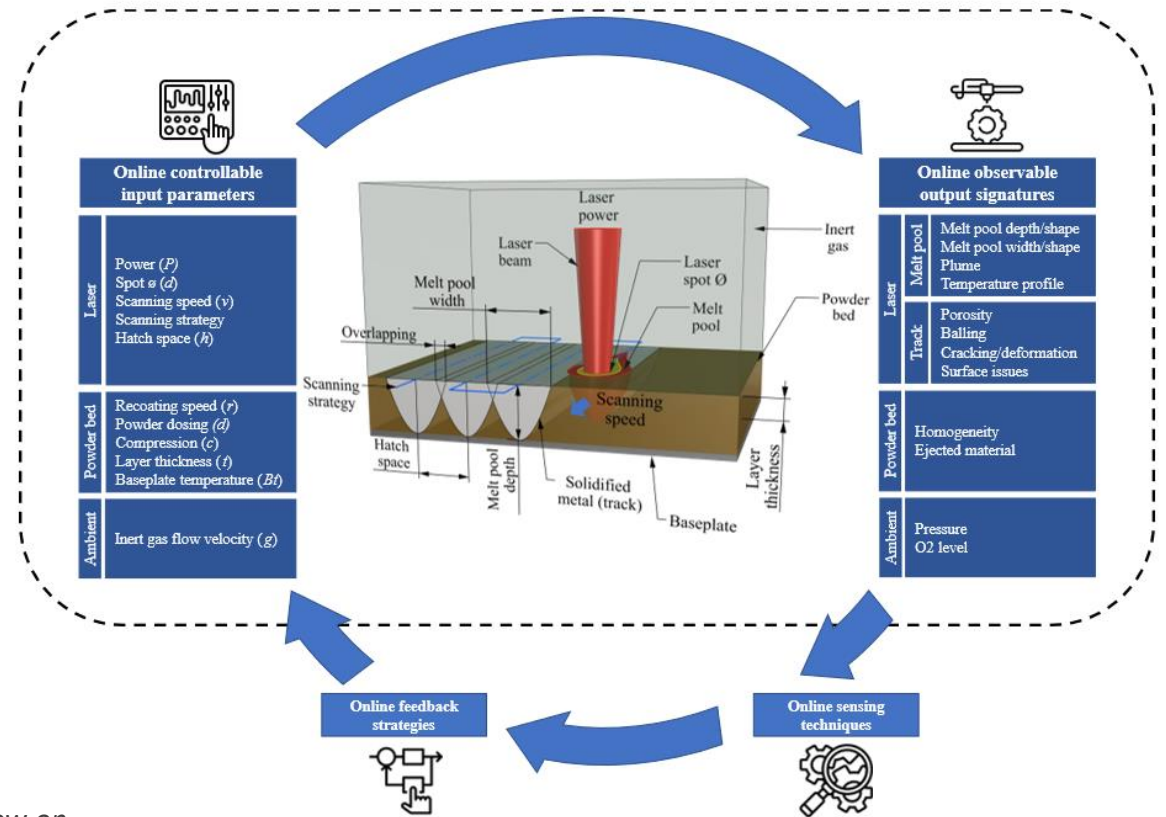 Online controllable
input parameters
Laser
Power (P)
Spot ø (d)
Scanning speed (v)
Scanning strategy
Hatch space (h)
Powder bed
Recoating speed (r)
Powder dosing (d)
Compression (c)
Layer thickness (t)
Baseplate temperature (Bt)
Ambient
Inert gas flow velocity (g)
Laser
power
Laser
beam
Melt pool
width
Overlapping
Scanning
strategy
Hatch
space
Melt pool
depth
Solidified
metal (track)
Baseplate
Scanning
speed
Layer
thickness
Inert
gas
Laser
spot Ø
Powder
bed
Melt
pool
Online observable
output signatures
Laser
Melt pool
Melt pool depth/shape
Melt pool width/shape
Plume
Temperature profile
Track
Porosity
Balling
Cracking/deformation
Surface issues
Powder bed
Homogeneity
Ejected material
Ambient
Pressure
O2 level
Online feedback
strategies
Online sensing
techniques